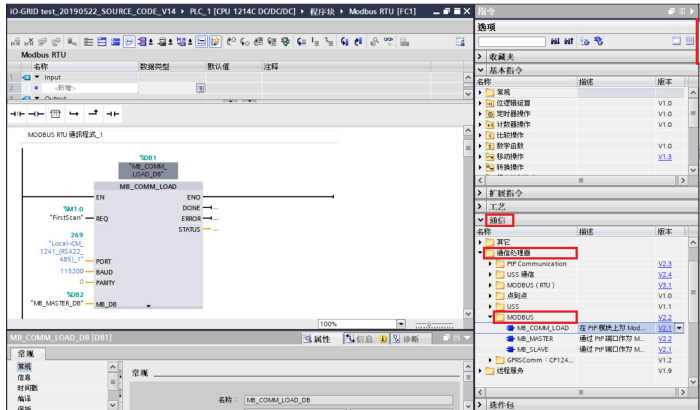 IO-GRID test_20190522_SOURCE_CODE_V14 ▸ PLC_1 [CPU 1214C DC/DC/DC] ▸ 程序块 ▸ Modbus RTU [FC1]
Modbus RTU
名称 数据类型 默认值 注释
1 Input
2 <新增>
3 Output
MODBUS RTU 通訊程式_1
%DB1
"MB_COMM_
LOAD_DB"
MB_COMM_LOAD
EN ENO
DONE ...
%M1.0
"FirstScan" REQ ERROR ...
STATUS ...
269
"Local~CM_
1241_(RS422_
485)_1" PORT
115200 BAUD
0 PARITY
%DB2
"MB_MASTER_DB" MB_DB
100%
MB_COMM_LOAD_DB [DB1]
属性 信息 诊断
常规
常规
信息
时间戳
编译
保护
常规
名称： MB_COMM_LOAD_DB
指令
选项
收藏夹
基本指令
名称 描述 版本
常规
位逻辑运算 V1.0
定时器操作 V1.0
计数器操作 V1.0
比较操作
数学函数 V1.0
移动操作 V1.3
转换操作
扩展指令
工艺
通信
名称 描述 版本
其它
通信处理器
PtP Communication V2.3
USS 通信 V2.4
MODBUS (RTU) V3.1
点到点 V1.0
USS V1.1
MODBUS V2.2
MB_COMM_LOAD 在 PtP 模块上为 Mod... V2.1
MB_MASTER 通过 PtP 端口作为 M... V2.2
MB_SLAVE 通过 PtP 端口作为 M... V2.1
GPRSComm : CP124... V1.2
远程服务 V1.9
选件包